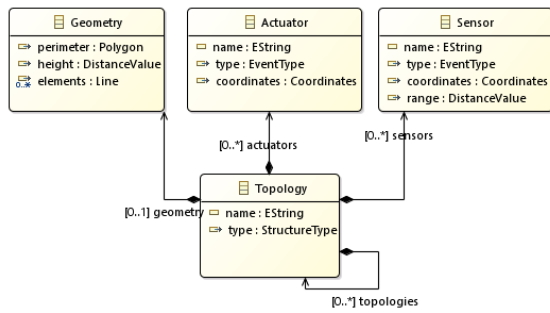 Geometry
perimeter : Polygon
height : DistanceValue
elements : Line
0..*
Actuator
name : EString
type : EventType
coordinates : Coordinates
Sensor
name : EString
type : EventType
coordinates : Coordinates
range : DistanceValue
[0..*] actuators
[0..*] sensors
[0..1] geometry
Topology
name : EString
type : StructureType
[0..*] topologies